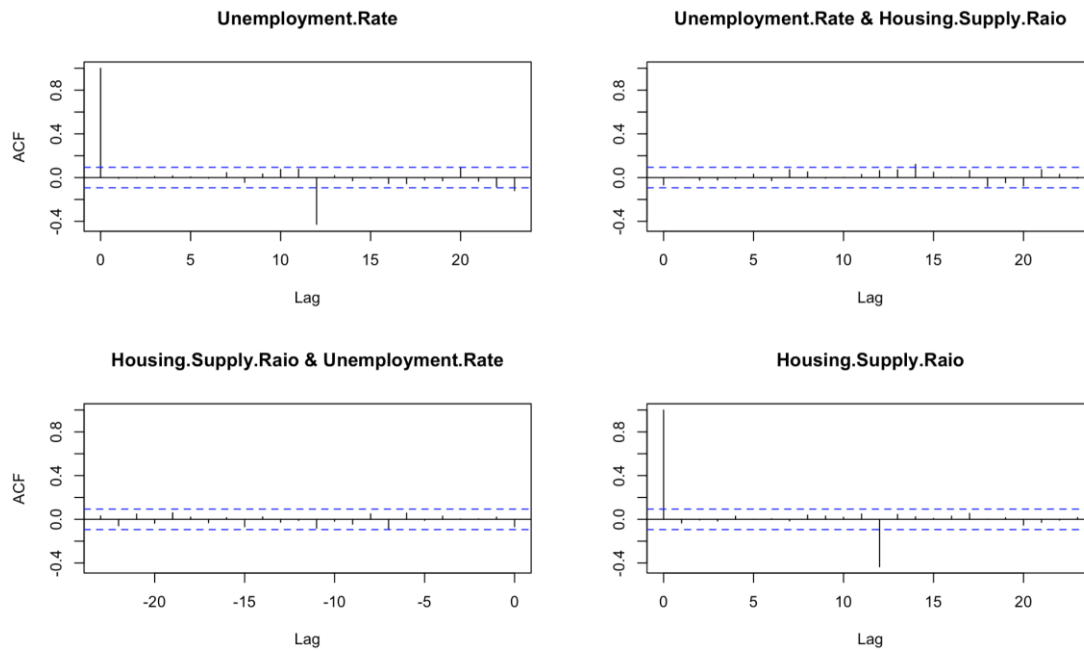 Unemployment.Rate
Unemployment.Rate & Housing.Supply.Raio
ACF
0.8
0.4
0.0
-0.4
0 5 10 15 20
Lag
0.8
0.4
0.0
-0.4
0 5 10 15 20
Lag
Housing.Supply.Raio & Unemployment.Rate
Housing.Supply.Raio
ACF
0.8
0.4
0.0
-0.4
-20 -15 -10 -5 0
Lag
0.8
0.4
0.0
-0.4
0 5 10 15 20
Lag